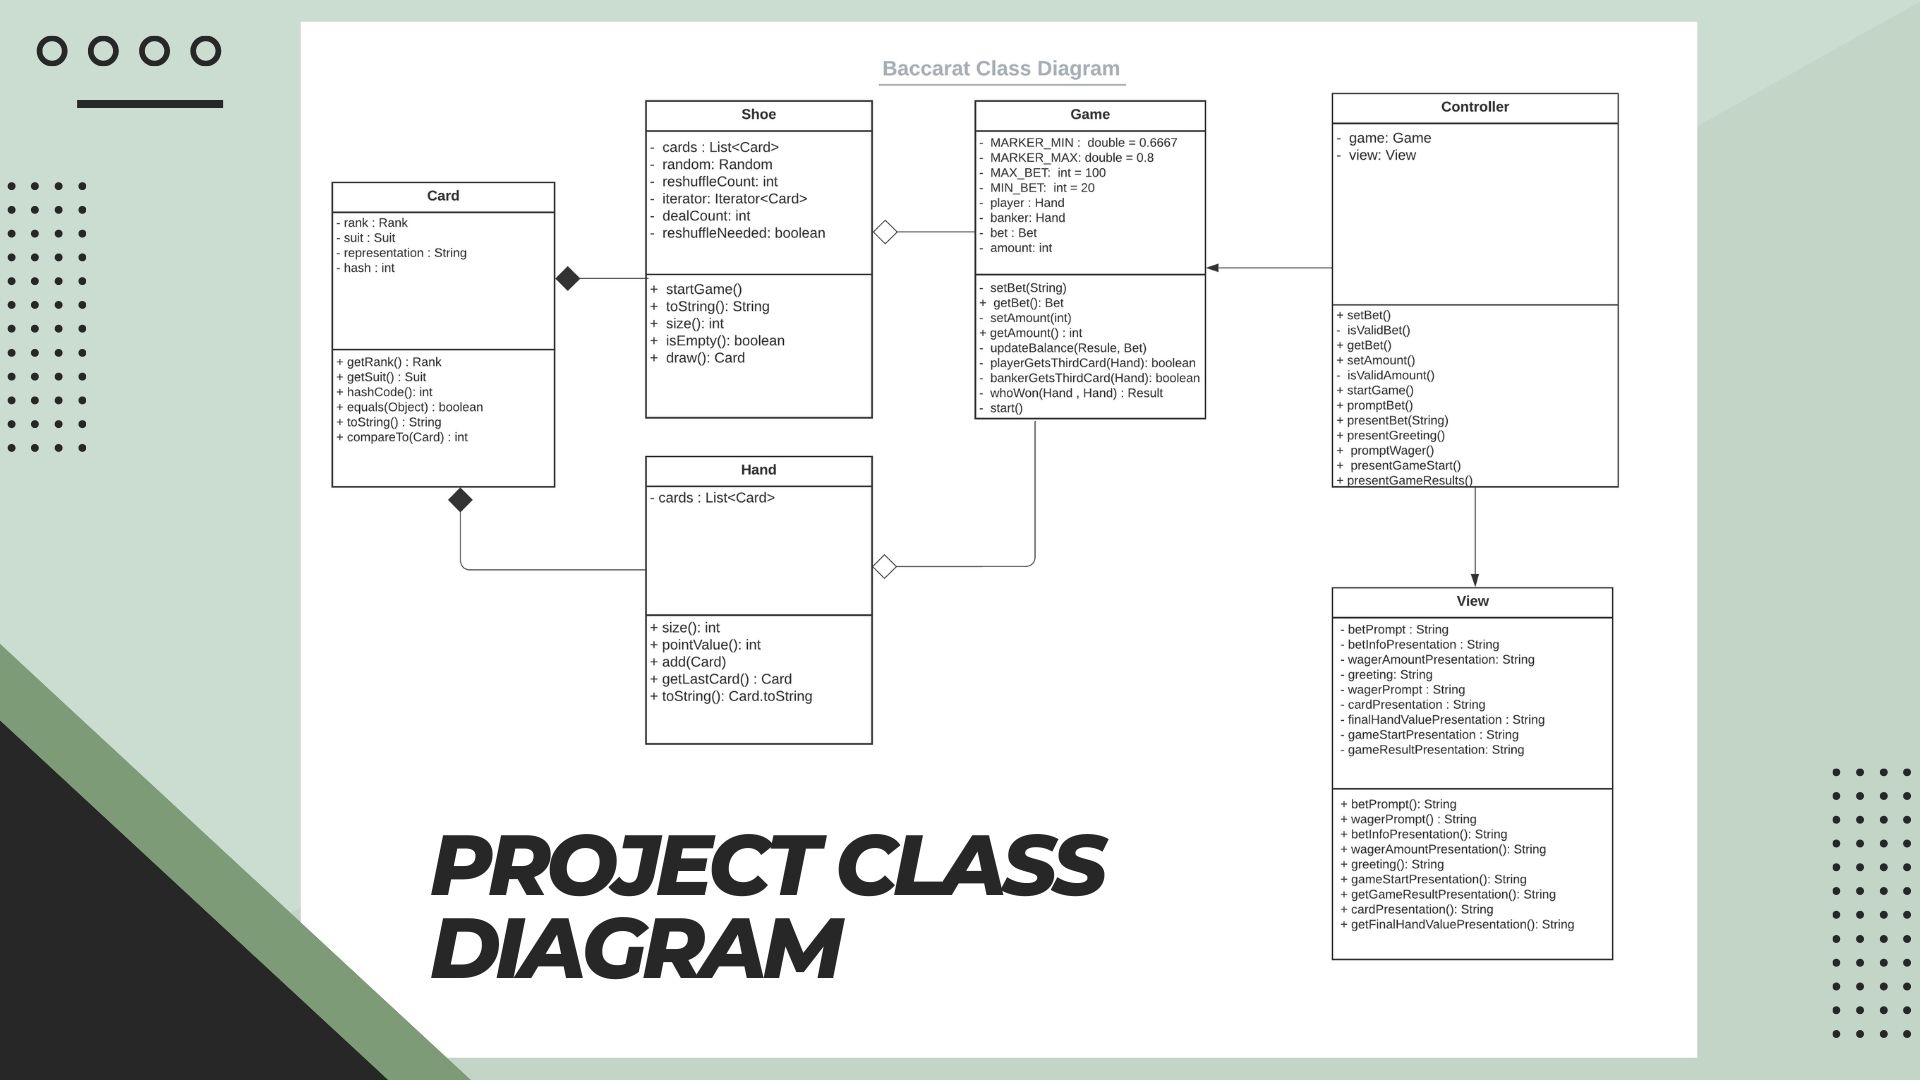 Baccarat Class Diagram
Card
- rank : Rank
- suit : Suit
- representation : String
- hash : int
+ getRank() : Rank
+ getSuit() : Suit
+ hashCode(): int
+ equals(Object) : boolean
+ toString() : String
+ compareTo(Card) : int
Shoe
- cards : List<Card>
- random: Random
- reshuffleCount: int
- iterator: Iterator<Card>
- dealCount: int
- reshuffleNeeded: boolean
+ startGame()
+ toString(): String
+ size(): int
+ isEmpty(): boolean
+ draw(): Card
Hand
- cards : List<Card>
+ size(): int
+ pointValue(): int
+ add(Card)
+ getLastCard() : Card
+ toString(): Card.toString
Game
- MARKER_MIN : double = 0.6667
- MARKER_MAX: double = 0.8
- MAX_BET: int = 100
- MIN_BET: int = 20
- player : Hand
- banker: Hand
- bet : Bet
- amount: int
- setBet(String)
+ getBet(): Bet
- setAmount(int)
+ getAmount() : int
- updateBalance(Resule, Bet)
- playerGetsThirdCard(Hand): boolean
- bankerGetsThirdCard(Hand): boolean
- whoWon(Hand , Hand) : Result
- start()
Controller
- game: Game
- view: View
+ setBet()
- isValidBet()
+ getBet()
+ setAmount()
- isValidAmount()
+ startGame()
+ promptBet()
+ presentBet(String)
+ presentGreeting()
+ promptWager()
+ presentGameStart()
+ presentGameResults()
View
- betPrompt : String
- betInfoPresentation : String
- wagerAmountPresentation: String
- greeting: String
- wagerPrompt : String
- cardPresentation : String
- finalHandValuePresentation : String
- gameStartPresentation : String
- gameResultPresentation: String
+ betPrompt(): String
+ wagerPrompt() : String
+ betInfoPresentation(): String
+ wagerAmountPresentation(): String
+ greeting(): String
+ gameStartPresentation(): String
+ getGameResultPresentation(): String
+ cardPresentation(): String
+ getFinalHandValuePresentation(): String
PROJECT CLASS
DIAGRAM